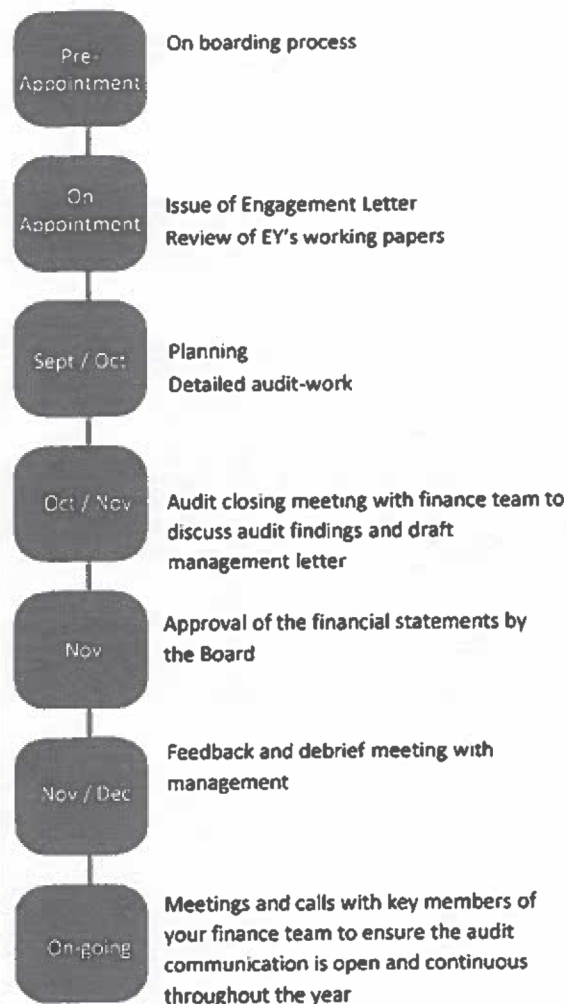 Pre-
Appointment
On boarding process
On
Appointment
Issue of Engagement Letter
Review of EY's working papers
Sept / Oct
Planning
Detailed audit-work
Oct / Nov
Audit closing meeting with finance team to
discuss audit findings and draft
management letter
Nov
Approval of the financial statements by
the Board
Nov / Dec
Feedback and debrief meeting with
management
On-going
Meetings and calls with key members of
your finance team to ensure the audit
communication is open and continuous
throughout the year